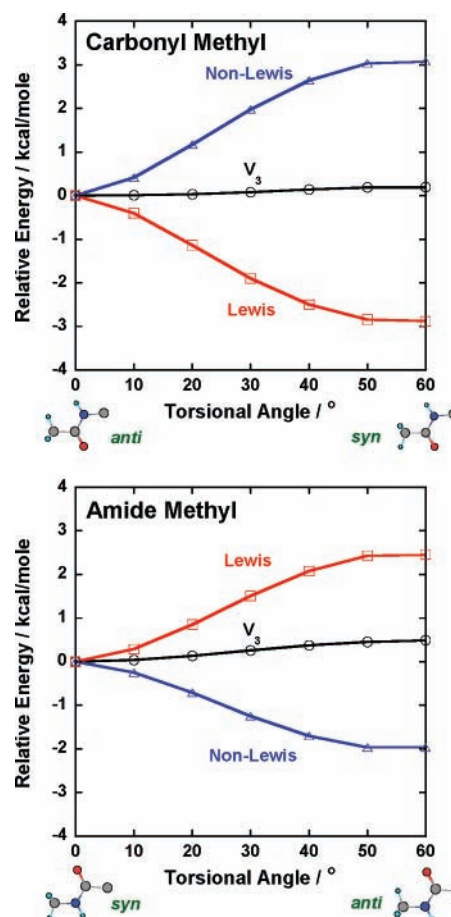 Carbonyl Methyl
Relative Energy / kcal/mole
4
3
2
1
0
-1
-2
-3
-4
Non-Lewis
V3
Lewis
0 10 20 30 40 50 60
Torsional Angle / °
anti
syn
Amide Methyl
Relative Energy / kcal/mole
4
3
2
1
0
-1
-2
-3
-4
Lewis
V3
Non-Lewis
0 10 20 30 40 50 60
Torsional Angle / °
syn
anti